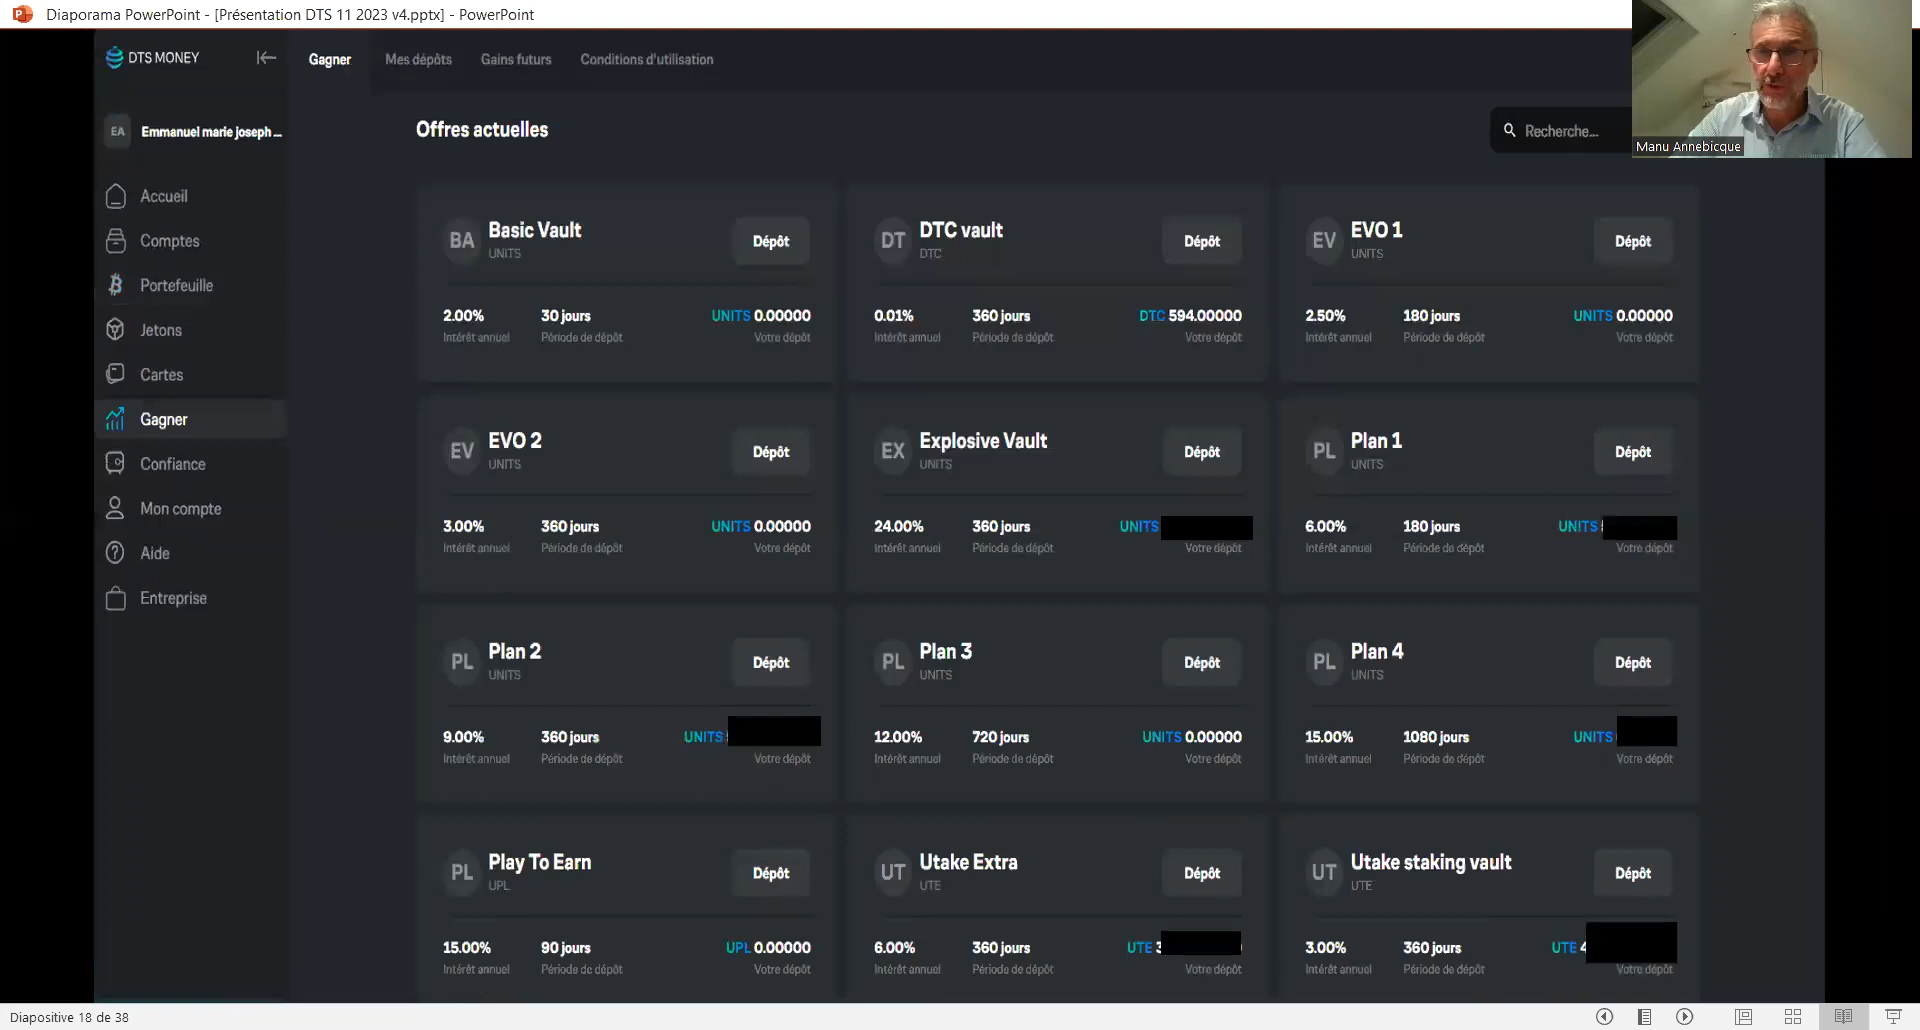 Diaporama PowerPoint - [Présentation DTS 11 2023 v4.pptx] - PowerPoint
DTS MONEY
Gagner
Mes dépôts
Gains futurs
Conditions d'utilisation
EA
Emmanuel marie joseph ...
Accueil
Comptes
Portefeuille
Jetons
Cartes
Gagner
Confiance
Mon compte
Aide
Entreprise
Offres actuelles
Recherche...
Manu Annebicque
BA
Basic Vault
UNITS
Dépôt
2.00%
30 jours
UNITS 0.00000
Intérêt annuel
Période de dépôt
Votre dépôt
DT
DTC vault
DTC
Dépôt
0.01%
360 jours
DTC 594.00000
Intérêt annuel
Période de dépôt
Votre dépôt
EV
EVO 1
UNITS
Dépôt
2.50%
180 jours
UNITS 0.00000
Intérêt annuel
Période de dépôt
Votre dépôt
EV
EVO 2
UNITS
Dépôt
3.00%
360 jours
UNITS 0.00000
Intérêt annuel
Période de dépôt
Votre dépôt
EX
Explosive Vault
UNITS
Dépôt
24.00%
360 jours
UNITS
Intérêt annuel
Période de dépôt
Votre dépôt
PL
Plan 1
UNITS
Dépôt
6.00%
180 jours
UNITS
Intérêt annuel
Période de dépôt
Votre dépôt
PL
Plan 2
UNITS
Dépôt
9.00%
360 jours
UNITS
Intérêt annuel
Période de dépôt
Votre dépôt
PL
Plan 3
UNITS
Dépôt
12.00%
720 jours
UNITS 0.00000
Intérêt annuel
Période de dépôt
Votre dépôt
PL
Plan 4
UNITS
Dépôt
15.00%
1080 jours
UNITS
Intérêt annuel
Période de dépôt
Votre dépôt
PL
Play To Earn
UPL
Dépôt
15.00%
90 jours
UPL 0.00000
Intérêt annuel
Période de dépôt
Votre dépôt
UT
Utake Extra
UTE
Dépôt
6.00%
360 jours
UTE 3
Intérêt annuel
Période de dépôt
Votre dépôt
UT
Utake staking vault
UTE
Dépôt
3.00%
360 jours
UTE 4
Intérêt annuel
Période de dépôt
Votre dépôt
Diapositive 18 de 38